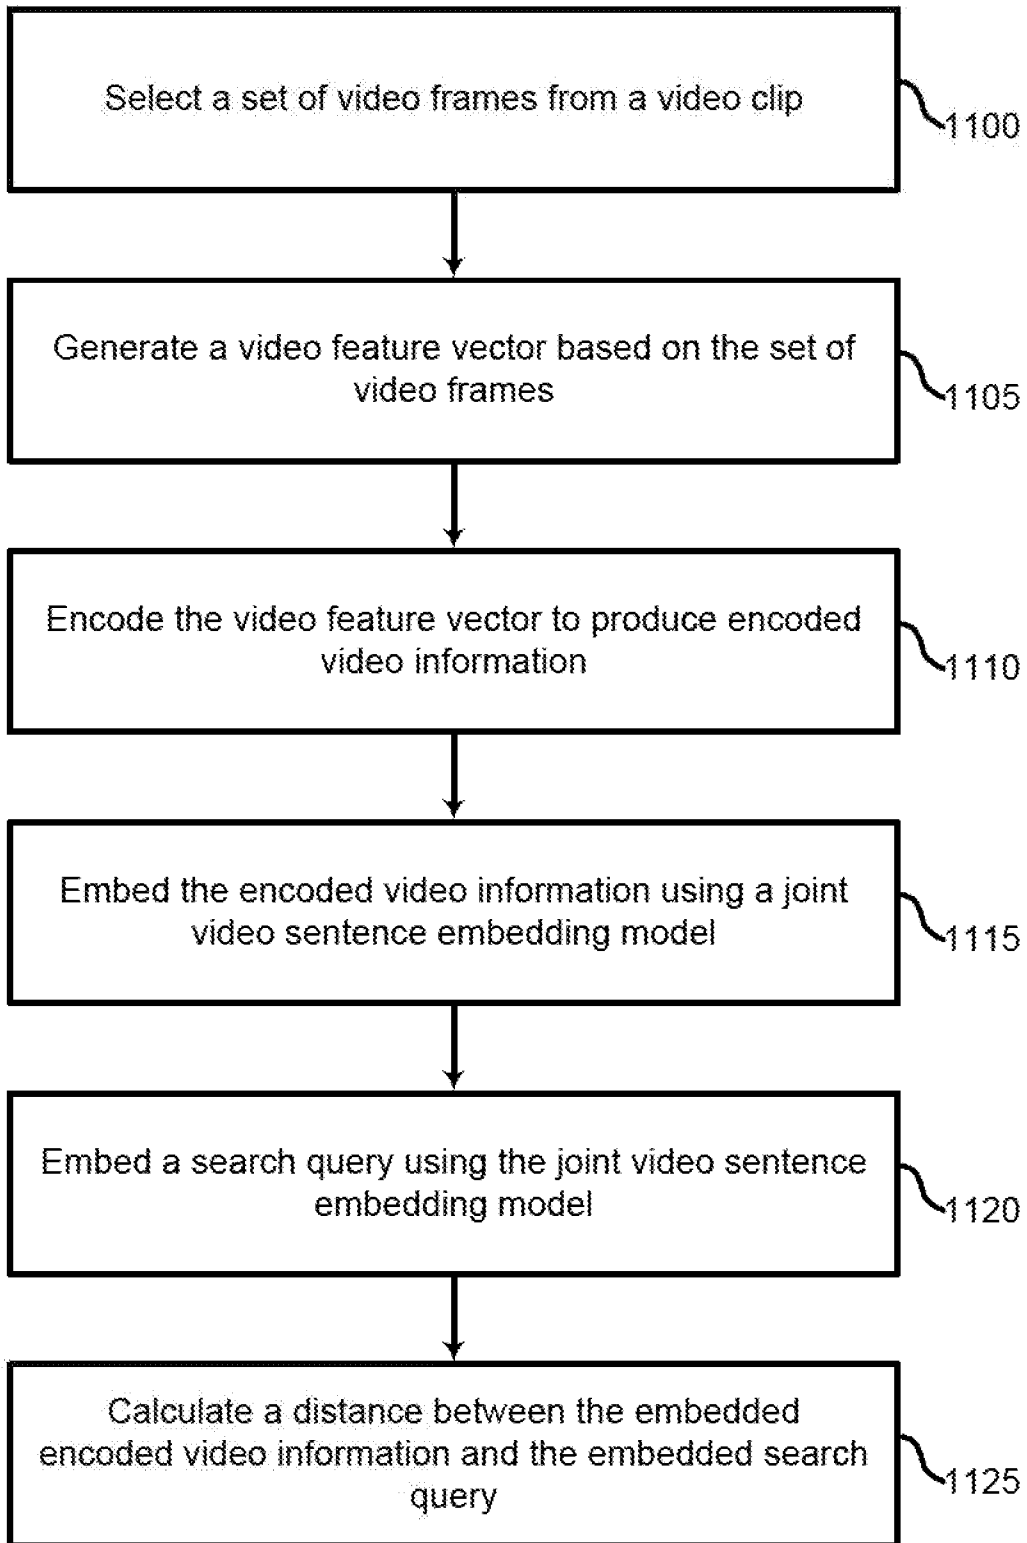 Select a set of video frames from a video clip
1100
Generate a video feature vector based on the set of
video frames
1105
Encode the video feature vector to produce encoded
video information
1110
Embed the encoded video information using a joint
video sentence embedding model
1115
Embed a search query using the joint video sentence
embedding model
1120
Calculate a distance between the embedded
encoded video information and the embedded search
query
1125